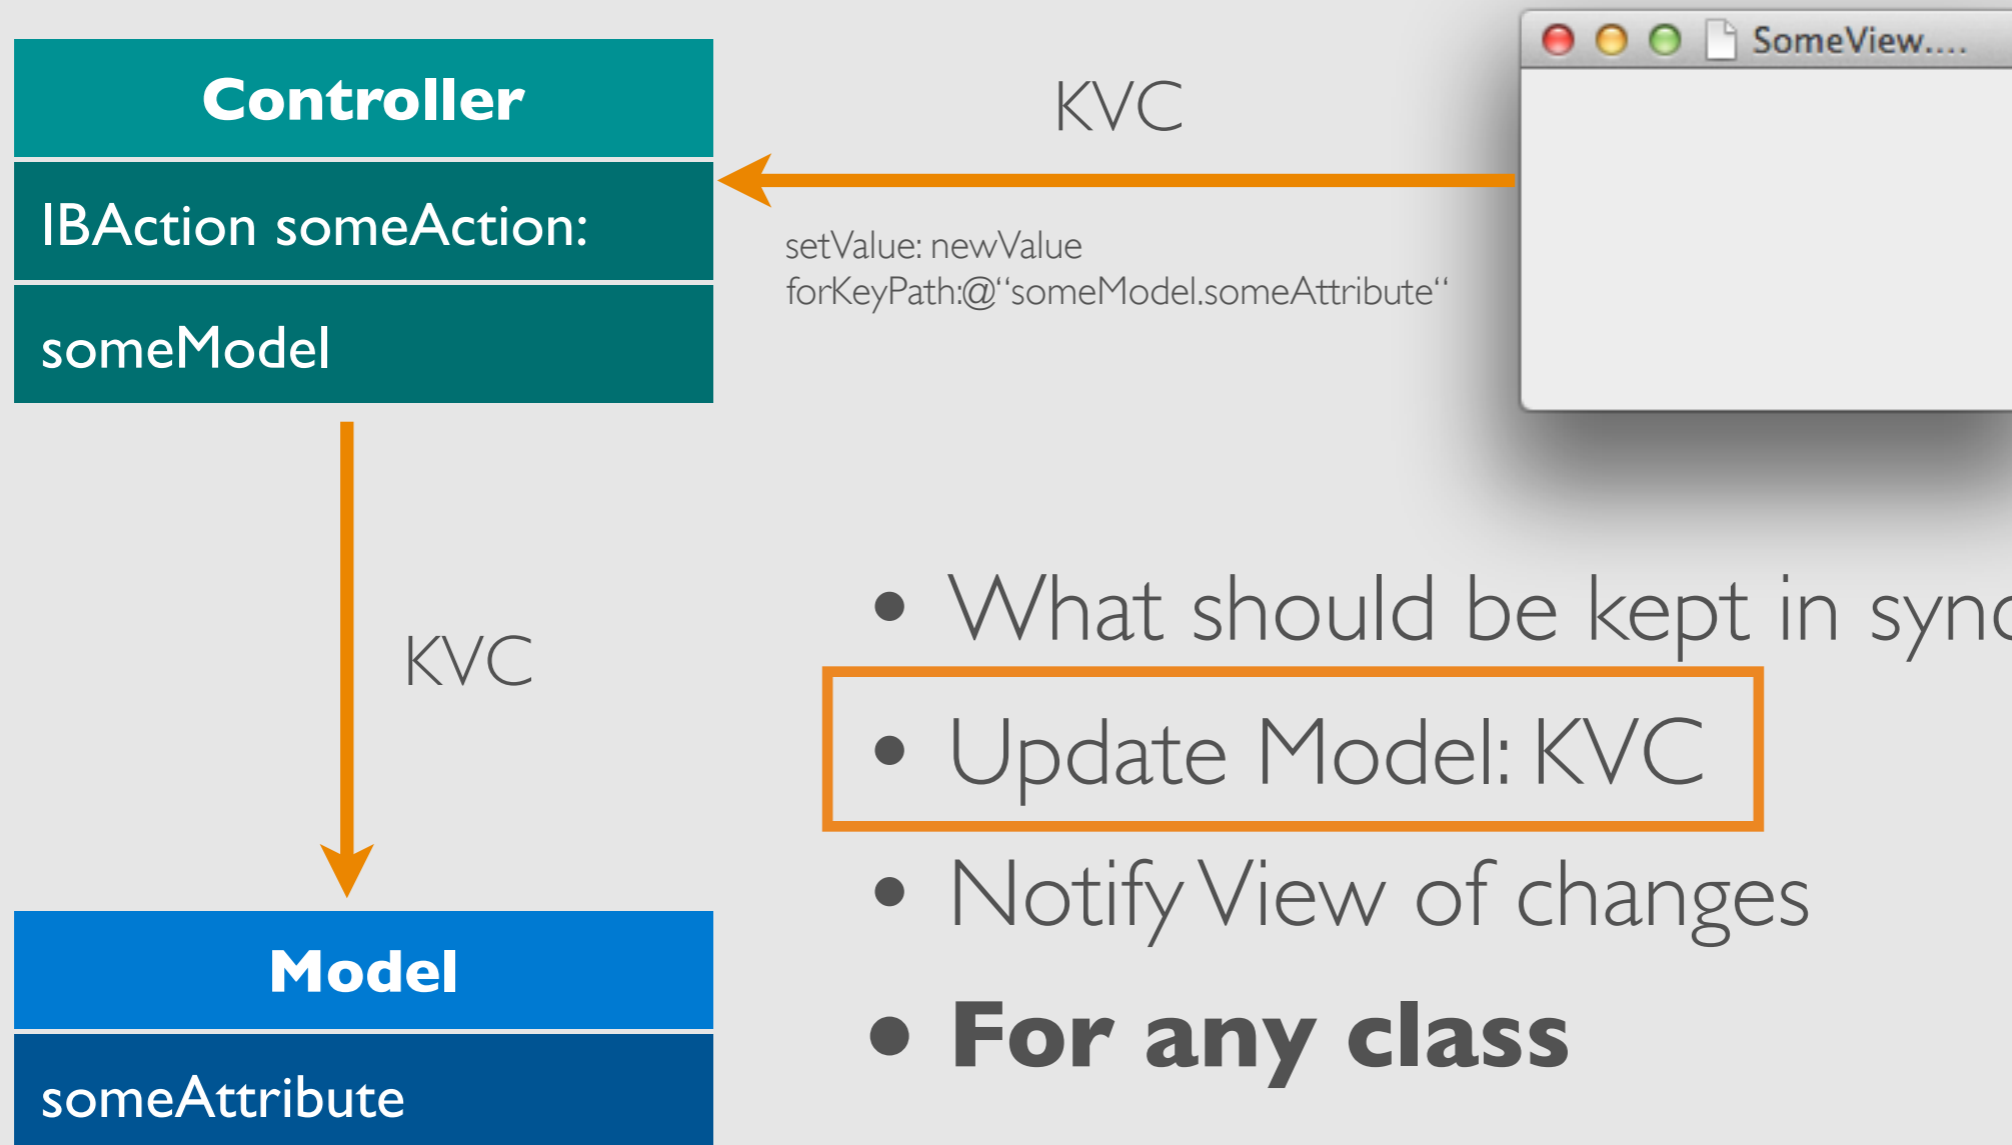 Controller
IBAction someAction:
someModel
KVC
setValue: newValue
forKeyPath:@“someModel.someAttribute“
SomeView....
KVC
Model
someAttribute
• What should be kept in sync
• Update Model: KVC
• Notify View of changes
• For any class